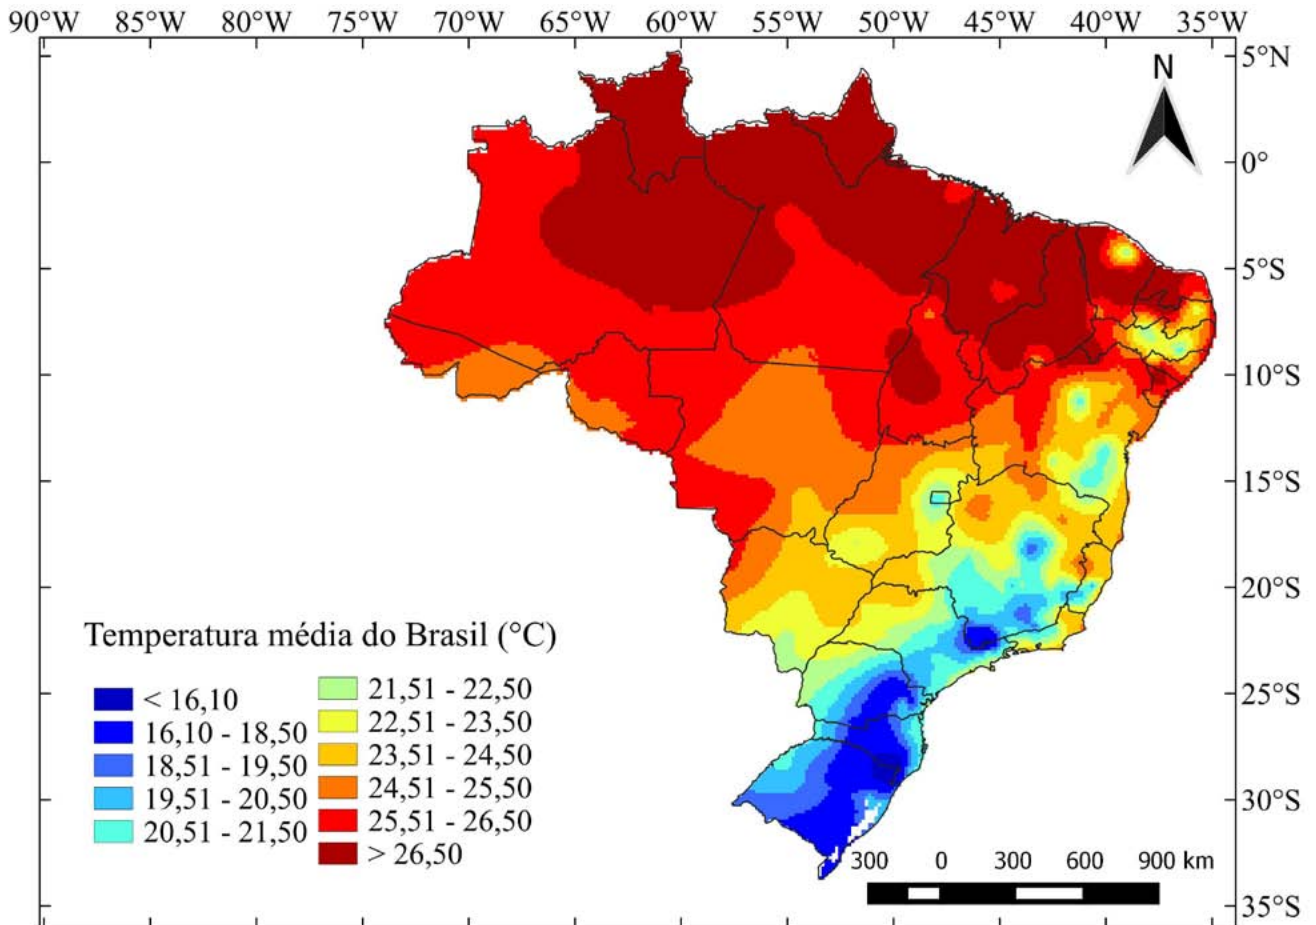 90°W 85°W 80°W 75°W 70°W 65°W 60°W 55°W 50°W 45°W 40°W 35°W
5°N
N
0°
5°S
10°S
15°S
20°S
25°S
30°S
35°S
Temperatura média do Brasil (°C)
< 16,10
16,10 - 18,50
18,51 - 19,50
19,51 - 20,50
20,51 - 21,50
21,51 - 22,50
22,51 - 23,50
23,51 - 24,50
24,51 - 25,50
25,51 - 26,50
> 26,50
300 0 300 600 900 km